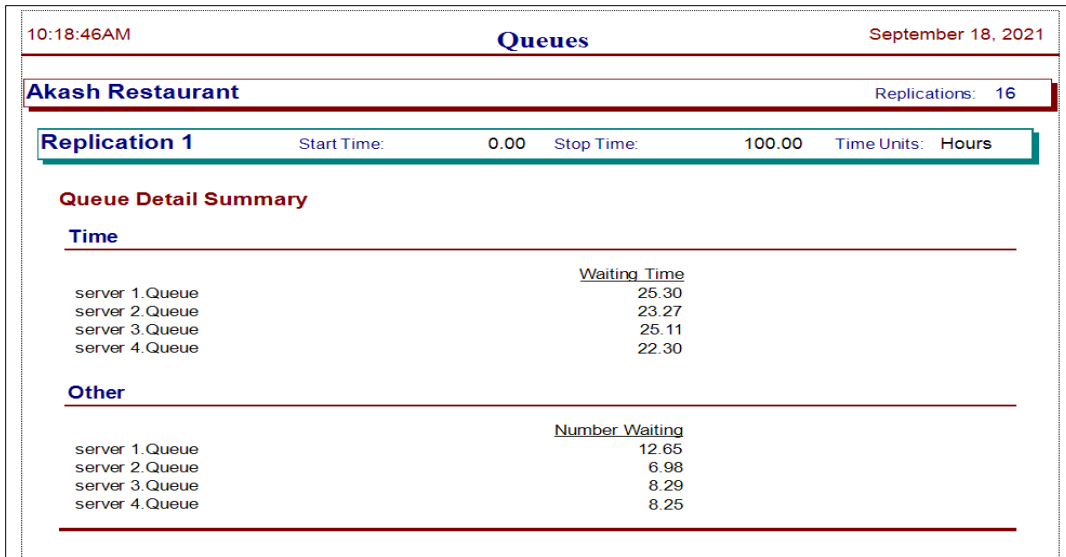 10:18:46AM Queues September 18, 2021
Akash Restaurant Replications: 16
Replication 1 Start Time: 0.00 Stop Time: 100.00 Time Units: Hours
Queue Detail Summary
Time
Waiting Time
server 1.Queue 25.30
server 2.Queue 23.27
server 3.Queue 25.11
server 4.Queue 22.30
Other
Number Waiting
server 1.Queue 12.65
server 2.Queue 6.98
server 3.Queue 8.29
server 4.Queue 8.25